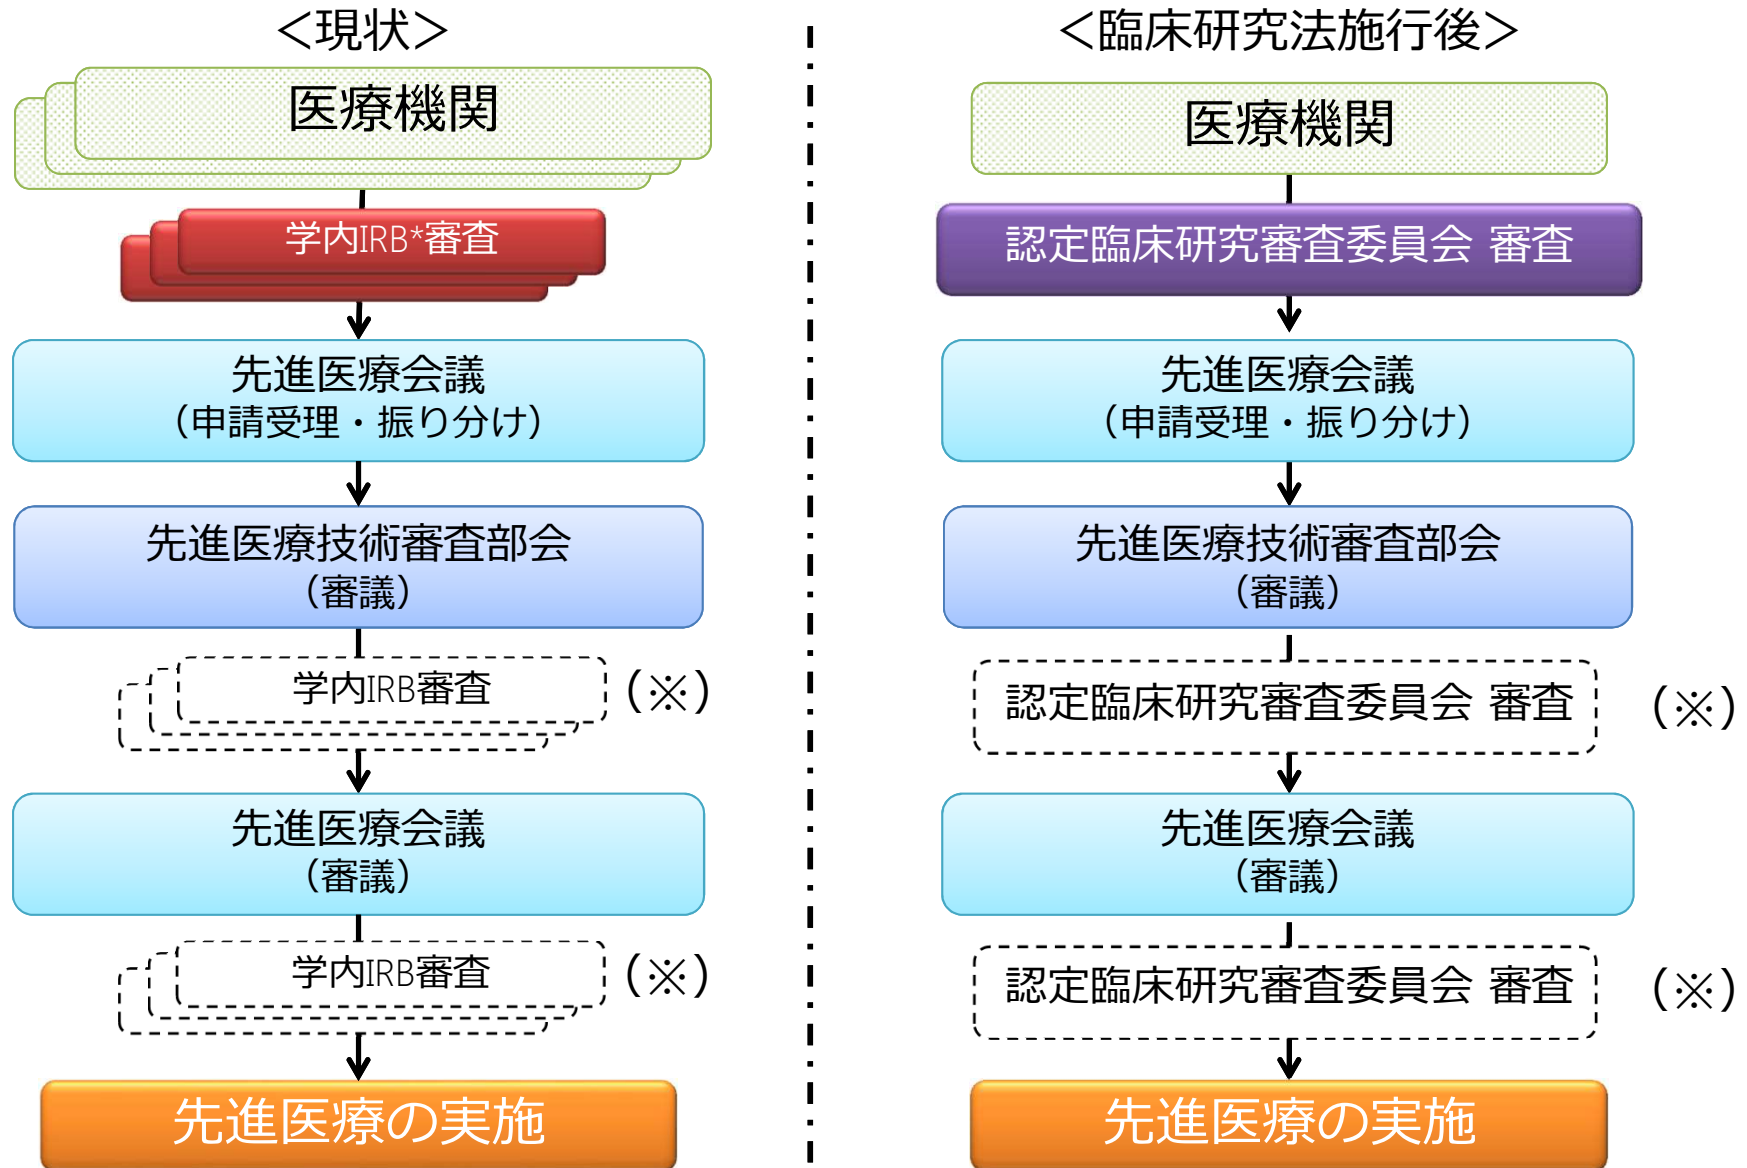 ＜現状＞
医療機関
学内IRB*審査
先進医療会議
（申請受理・振り分け）
先進医療技術審査部会
（審議）
学内IRB審査
（※）
先進医療会議
（審議）
学内IRB審査
（※）
先進医療の実施
＜臨床研究法施行後＞
医療機関
認定臨床研究審査委員会 審査
先進医療会議
（申請受理・振り分け）
先進医療技術審査部会
（審議）
認定臨床研究審査委員会 審査
（※）
先進医療会議
（審議）
認定臨床研究審査委員会 審査
（※）
先進医療の実施